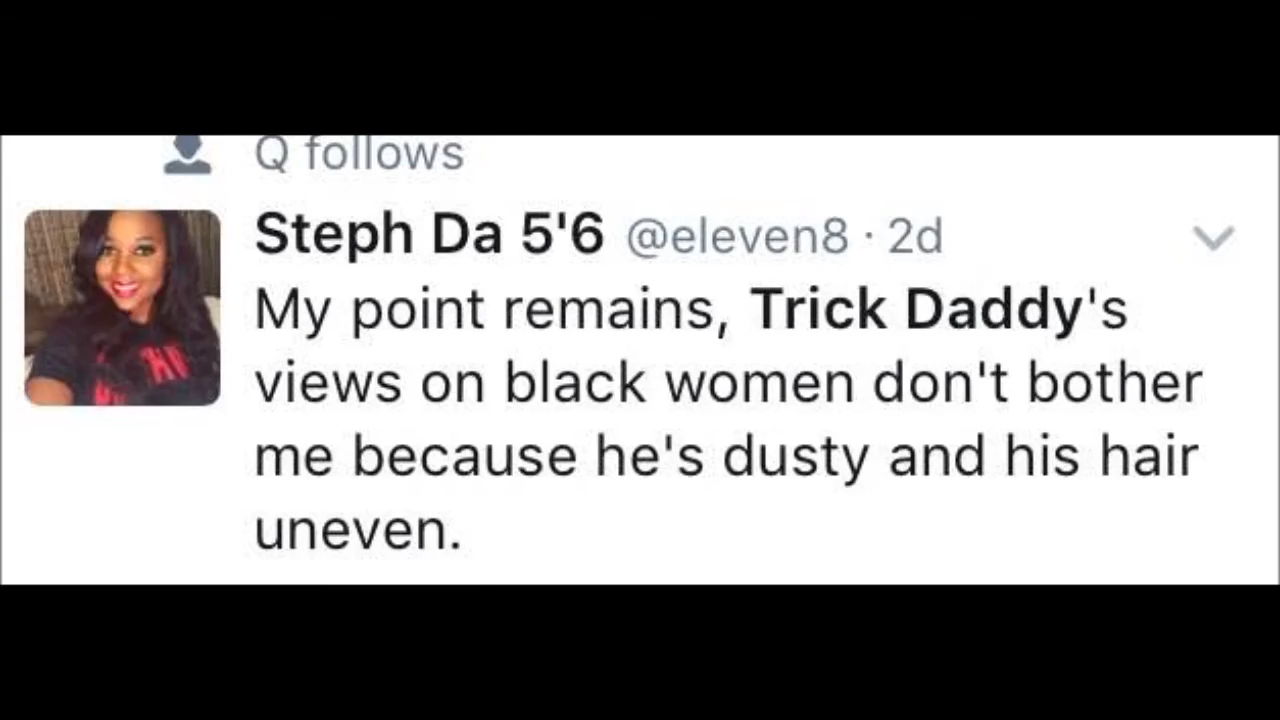 Q follows
Steph Da 5'6 @eleven8 · 2d
My point remains, Trick Daddy's
views on black women don't bother
me because he's dusty and his hair
uneven.